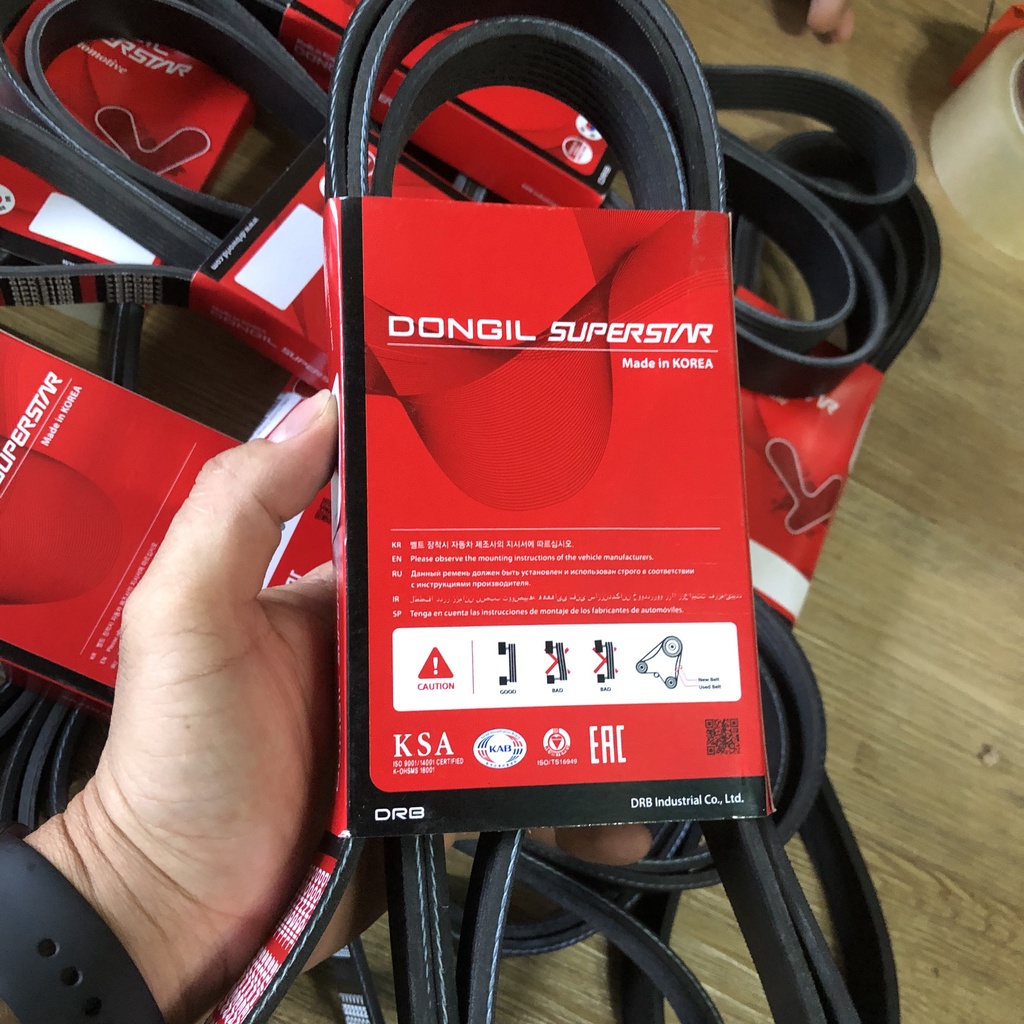 DONGIL SUPERSTAR
Made in KOREA
KR 벨트 장착시 자동차 제조사의 지시서에 따르십시오.
EN Please observe the mounting instructions of the vehicle manufacturers.
RU Данный ремень должен быть установлен и использован строго в соответствии
с инструкциями производителя.
IR
SP Tenga en cuenta las instrucciones de montaje de los fabricantes de automóviles.
CAUTION
GOOD
BAD
BAD
New Belt
Used Belt
KSA
ISO 9001/14001 CERTIFIED
K-OHSMS 18001
KAB
ISO/TS16949
EAC
DRB
DRB Industrial Co., Ltd.
SUPERSTAR
Made in KOREA
automotive